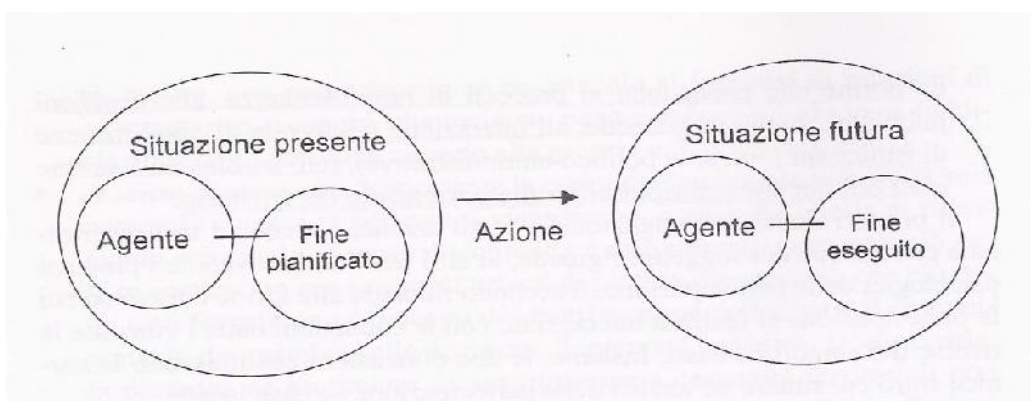 Situazione presente
Agente
Fine
pianificato
Azione
Situazione futura
Agente
Fine
eseguito